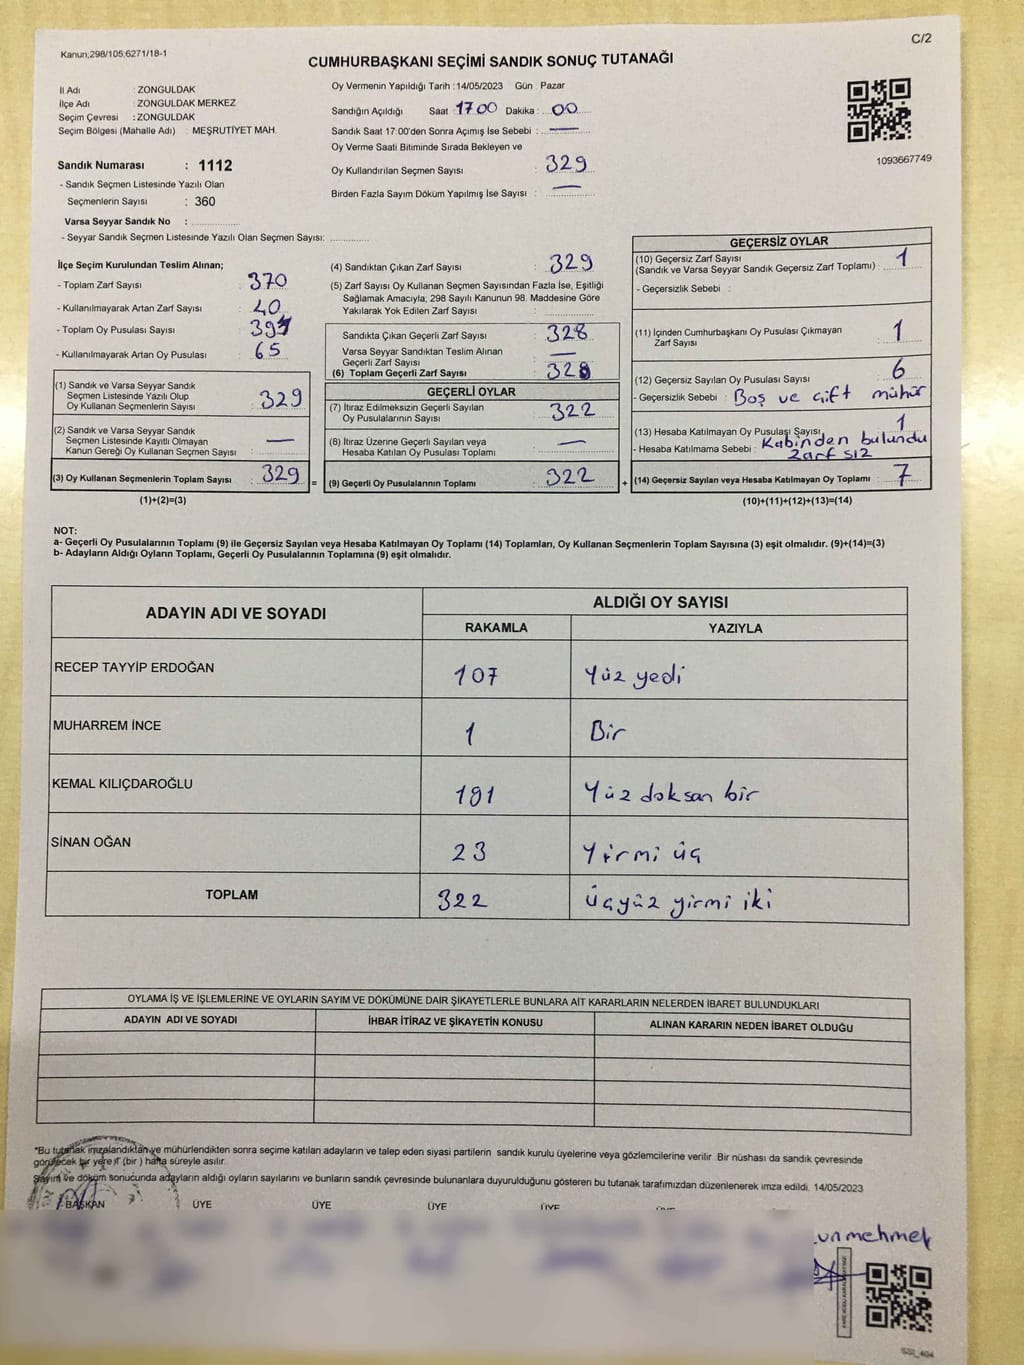 Kanun;298/105;6271/18-1
C/2
CUMHURBAŞKANI SEÇİMİ SANDIK SONUÇ TUTANAĞI
İl Adı : ZONGULDAK
İlçe Adı : ZONGULDAK MERKEZ
Seçim Çevresi : ZONGULDAK
Seçim Bölgesi (Mahalle Adı) : MEŞRUTİYET MAH.
Sandık Numarası : 1112
- Sandık Seçmen Listesinde Yazılı Olan
Seçmenlerin Sayısı : 360
Varsa Seyyar Sandık No :
- Seyyar Sandık Seçmen Listesinde Yazılı Olan Seçmen Sayısı:
Oy Vermenin Yapıldığı Tarih :14/05/2023 Gün : Pazar
Sandığın Açıldığı Saat 17 00 Dakika : 00
Sandık Saat 17:00'den Sonra Açılmış İse Sebebi : —
Oy Verme Saati Bitiminde Sırada Bekleyen ve
Oy Kullandırılan Seçmen Sayısı : 329
Birden Fazla Sayım Döküm Yapılmış İse Sayısı : —
1093667749
İlçe Seçim Kurulundan Teslim Alınan;
- Toplam Zarf Sayısı : 370
- Kullanılmayarak Artan Zarf Sayısı : 40
- Toplam Oy Pusulası Sayısı :
- Kullanılmayarak Artan Oy Pusulası : 65
(1) Sandık ve Varsa Seyyar Sandık
Seçmen Listesinde Yazılı Olup
Oy Kullanan Seçmenlerin Sayısı : 329
(2) Sandık ve Varsa Seyyar Sandık
Seçmen Listesinde Kayıtlı Olmayan
Kanun Gereği Oy Kullanan Seçmen Sayısı : —
(3) Oy Kullanan Seçmenlerin Toplam Sayısı : 329 =
(1)+(2)=(3)
(4) Sandıktan Çıkan Zarf Sayısı : 329
(5) Zarf Sayısı Oy Kullanan Seçmen Sayısından Fazla İse, Eşitliği
Sağlamak Amacıyla; 298 Sayılı Kanunun 98. Maddesine Göre
Yakılarak Yok Edilen Zarf Sayısı :
Sandıkta Çıkan Geçerli Zarf Sayısı : 328
Varsa Seyyar Sandıktan Teslim Alınan
Geçerli Zarf Sayısı : —
(6) Toplam Geçerli Zarf Sayısı : 328
GEÇERLİ OYLAR
(7) İtiraz Edilmeksizin Geçerli Sayılan
Oy Pusulalarının Sayısı : 322
(8) İtiraz Üzerine Geçerli Sayılan veya
Hesaba Katılan Oy Pusulası Toplamı : —
(9) Geçerli Oy Pusulalarının Toplamı : 322 +
GEÇERSİZ OYLAR
(10) Geçersiz Zarf Sayısı
(Sandık ve Varsa Seyyar Sandık Geçersiz Zarf Toplamı) : 1
- Geçersizlik Sebebi :
(11) İçinden Cumhurbaşkanı Oy Pusulası Çıkmayan
Zarf Sayısı : 1
(12) Geçersiz Sayılan Oy Pusulası Sayısı : 6
- Geçersizlik Sebebi : Boş ve çift mühür
(13) Hesaba Katılmayan Oy Pusulası Sayısı : 1
- Hesaba Katılmama Sebebi : Kabinden bulundu
zarf sız
(14) Geçersiz Sayılan veya Hesaba Katılmayan Oy Toplamı : 7
(10)+(11)+(12)+(13)=(14)
NOT:
a- Geçerli Oy Pusulalarının Toplamı (9) ile Geçersiz Sayılan veya Hesaba Katılmayan Oy Toplamı (14) Toplamları, Oy Kullanan Seçmenlerin Toplam Sayısına (3) eşit olmalıdır. (9)+(14)=(3)
b- Adayların Aldığı Oyların Toplamı, Geçerli Oy Pusulalarının Toplamına (9) eşit olmalıdır.
ADAYIN ADI VE SOYADI
ALDIĞI OY SAYISI
RAKAMLA YAZIYLA
RECEP TAYYİP ERDOĞAN 107 Yüz yedi
MUHARREM İNCE 1 Bir
KEMAL KILIÇDAROĞLU 191 Yüz doksan bir
SİNAN OĞAN 23 Yirmi üç
TOPLAM 322 Üçyüz yirmi iki
OYLAMA İŞ VE İŞLEMLERİNE VE OYLARIN SAYIM VE DÖKÜMÜNE DAİR ŞİKAYETLERLE BUNLARA AİT KARARLARIN NELERDEN İBARET BULUNDUKLARI
ADAYIN ADI VE SOYADI İHBAR İTİRAZ VE ŞİKAYETİN KONUSU ALINAN KARARIN NEDEN İBARET OLDUĞU
*Bu tutanak imzalandıktan ve mühürlendikten sonra seçime katılan adayların ve talep eden siyasi partilerin sandık kurulu üyelerine veya gözlemcilerine verilir. Bir nüshası da sandık çevresinde
görülecek bir yere 1 (bir) hafta süreyle asılır.
Sayım ve döküm sonucunda adayların aldığı oyların sayılarını ve bunların sandık çevresinde bulunanlara duyurulduğunu gösteren bu tutanak tarafımızdan düzenlenerek imza edildi. 14/05/2023
BAŞKAN ÜYE ÜYE ÜYE ÜYE
mehmet